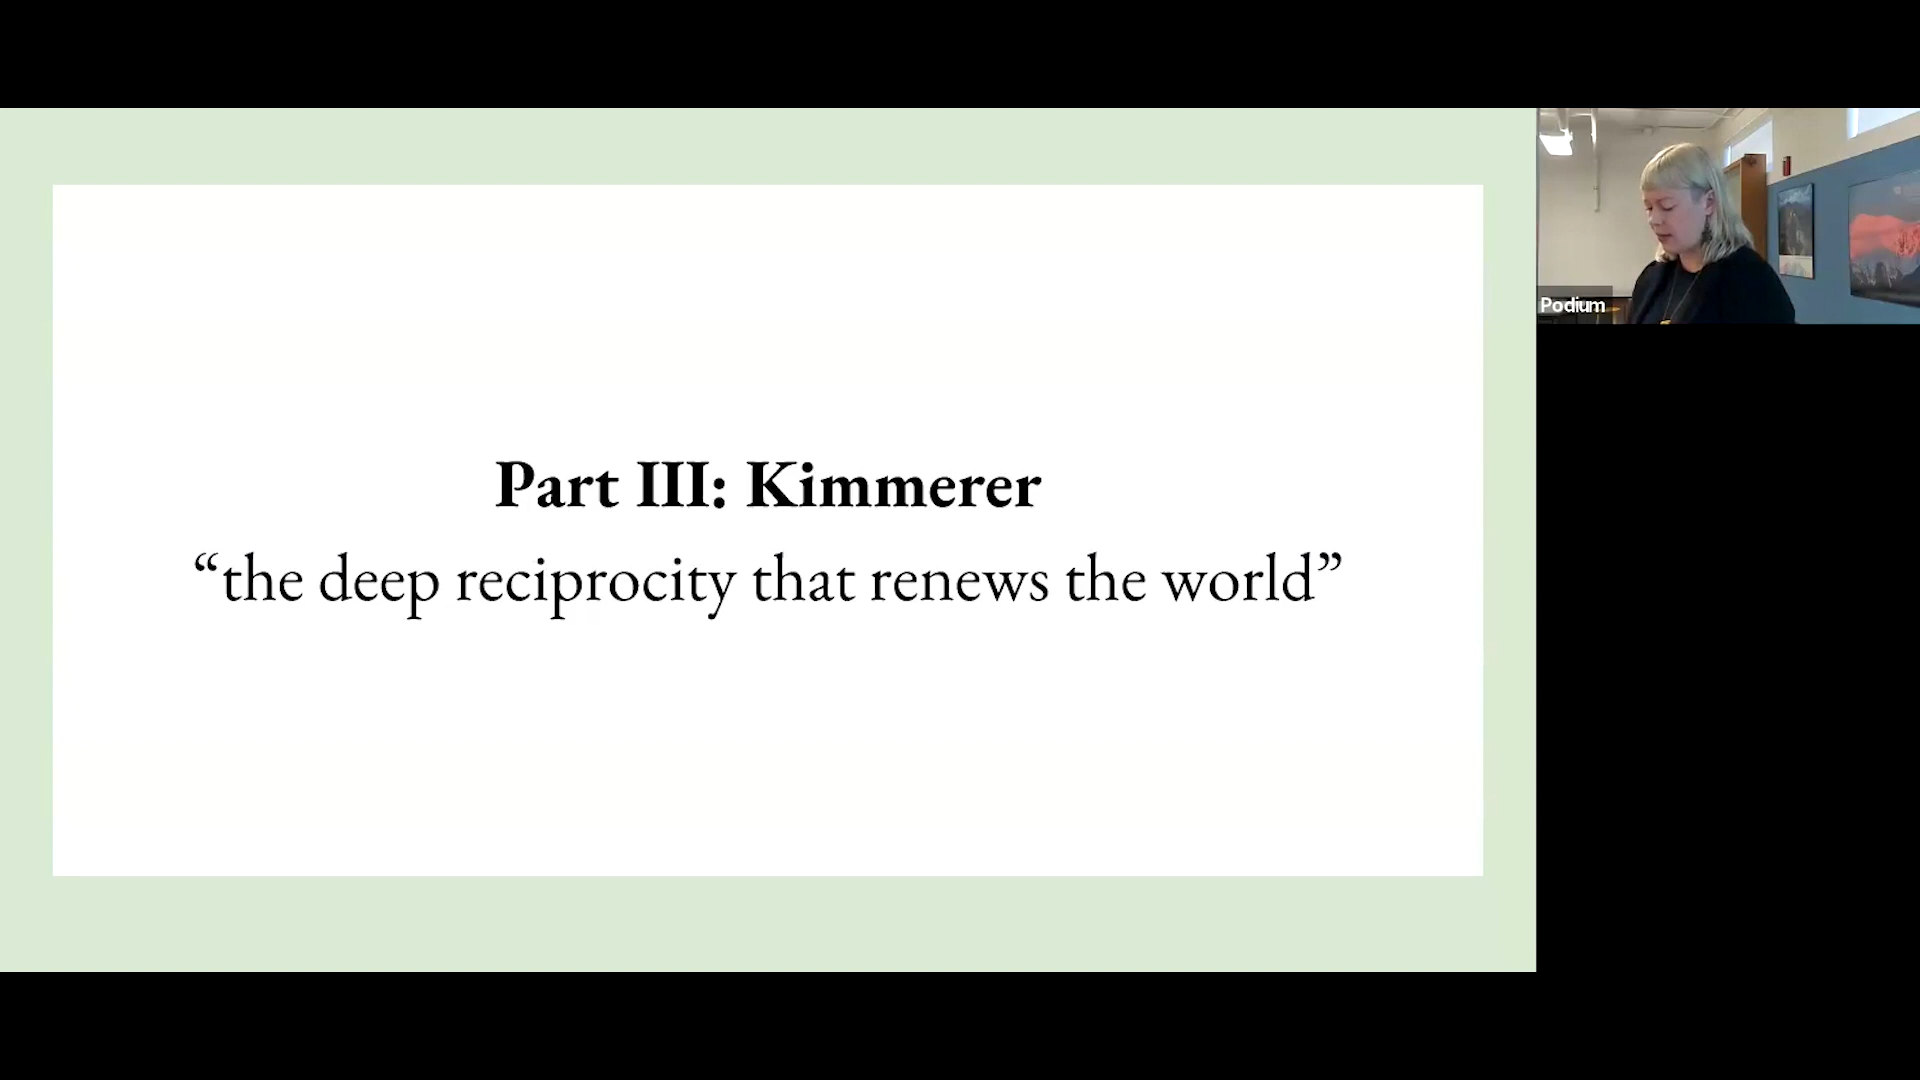 Part III: Kimmerer
“the deep reciprocity that renews the world”
Podium